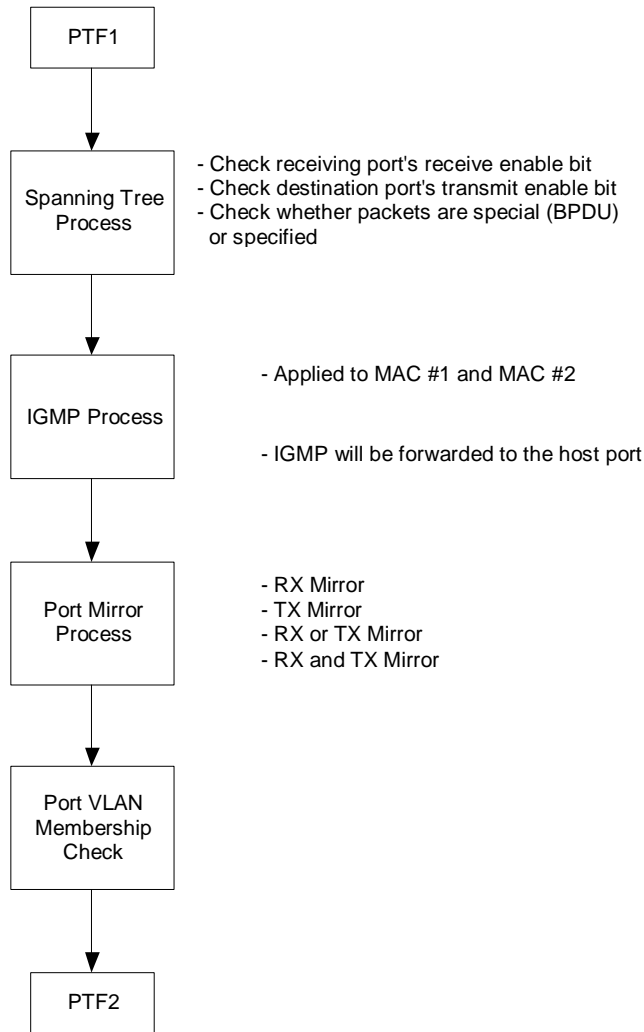 PTF1
Spanning Tree
Process
- Check receiving port's receive enable bit
- Check destination port's transmit enable bit
- Check whether packets are special (BPDU)
or specified
IGMP Process
- Applied to MAC #1 and MAC #2
- IGMP will be forwarded to the host port
Port Mirror
Process
- RX Mirror
- TX Mirror
- RX or TX Mirror
- RX and TX Mirror
Port VLAN
Membership
Check
PTF2